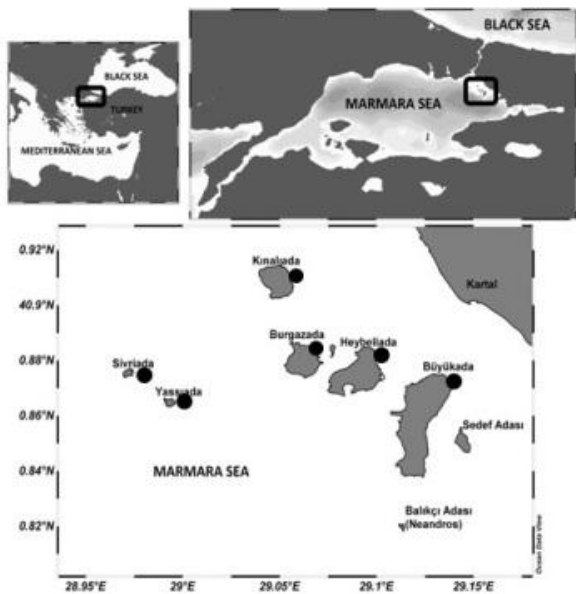 BLACK SEA
TURKEY
MEDITERRANEAN SEA
BLACK SEA
MARMARA SEA
0.92°N
40.9°N
0.88°N
0.86°N
0.84°N
0.82°N
Kınalıada
Kartal
Burgazada
Heybeliada
Büyükada
Sivriada
Yassıada
Sedef Adası
MARMARA SEA
Balıkçı Adası
(Neandros)
Ocean Data View
28.95°E
29°E
29.05°E
29.1°E
29.15°E